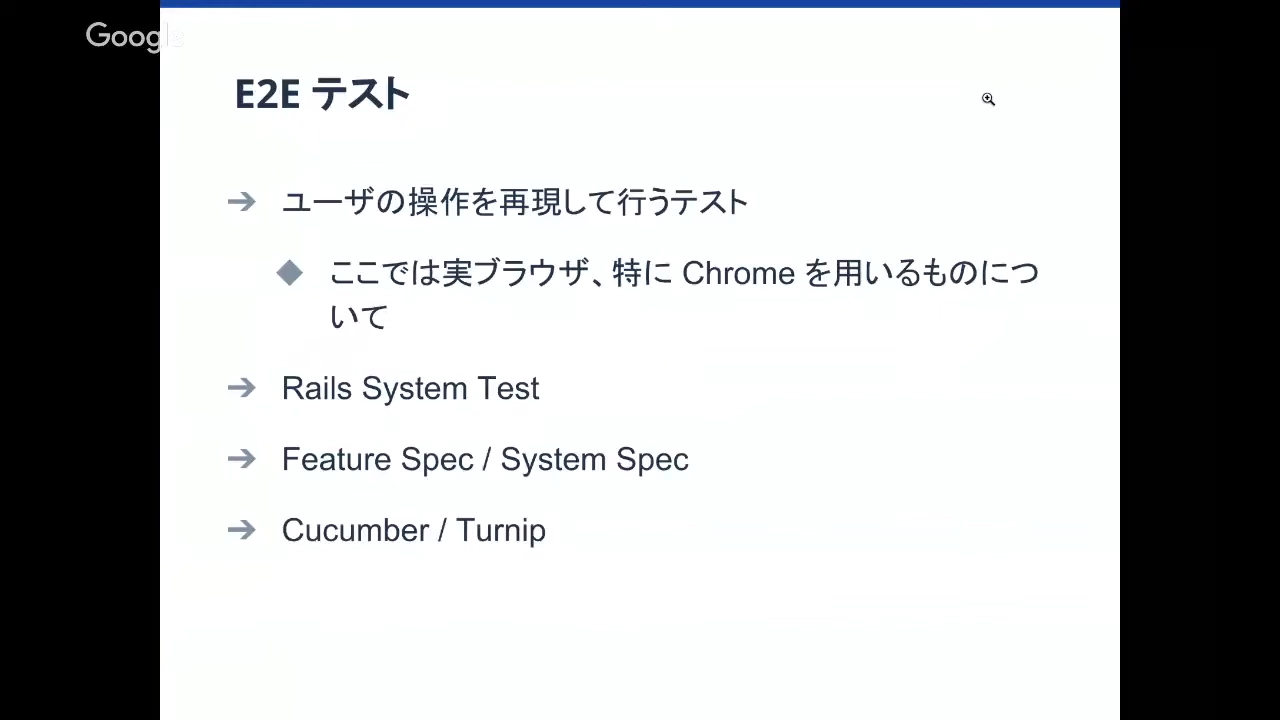 Google
E2E テスト
ユーザの操作を再現して行うテスト
ここでは実ブラウザ、特に Chrome を用いるものにつ
いて
Rails System Test
Feature Spec / System Spec
Cucumber / Turnip